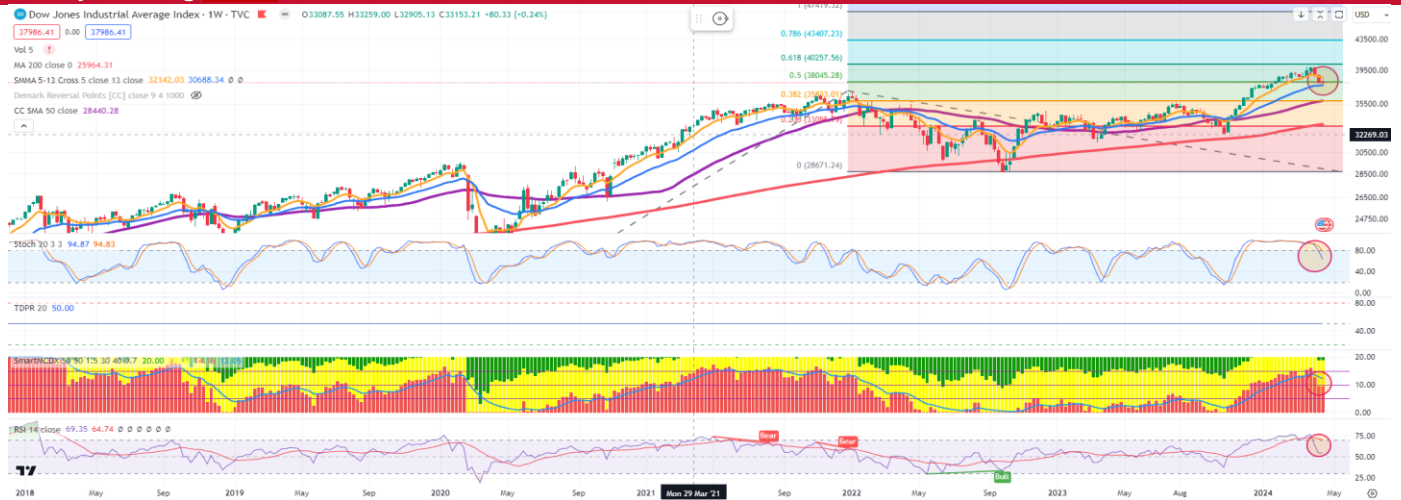 Dow Jones Industrial Average Index · 1W · TVC O33087.55 H33259.00 L32905.13 C33153.21 +80.33 (+0.24%)
37986.41 0.00 37986.41
Vol 5
MA 200 close 0 25964.31
SMMA 5-13 Cross 5 close 13 close 32142.03 30688.34 Ø Ø
Demark Reversal Points [CC] close 9 4 1000
CC SMA 50 close 28440.28
USD
1 (47419.32)
0.786 (43407.23)
0.618 (40257.56)
0.5 (38045.28)
0.382 (35833.01)
0 (28671.24)
43500.00
39500.00
35500.00
32269.03
30500.00
28500.00
26500.00
24750.00
Stoch 20 3 3 94.87 94.83
80.00
40.00
0.00
TDPR 20 50.00
80.00
40.00
20.00
20.00
10.00
0.00
RSI 14 close 69.35 64.74 Ø Ø Ø Ø Ø Ø
Bear
Bear
Bull
75.00
50.00
25.00
2018 May Sep 2019 May Sep 2020 May Sep 2021 Mon 29 Mar '21 Sep 2022 May Sep 2023 May Aug 2024 May